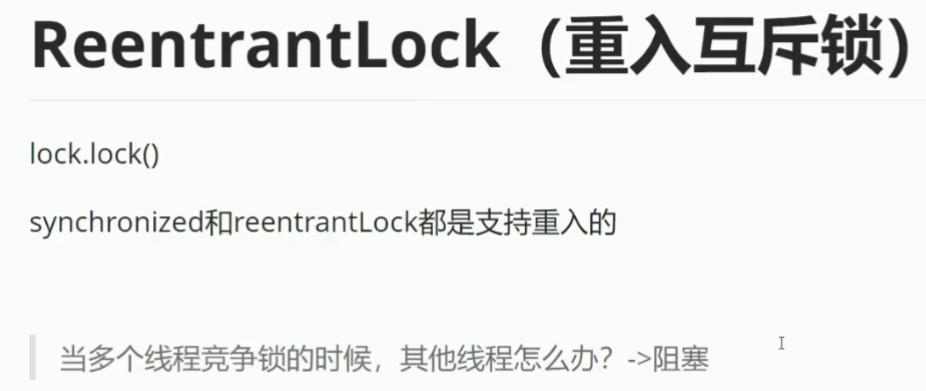 ReentrantLock（重入互斥锁）
lock.lock()
synchronized和reentrantLock都是支持重入的
当多个线程竞争锁的时候，其他线程怎么办？->阻塞